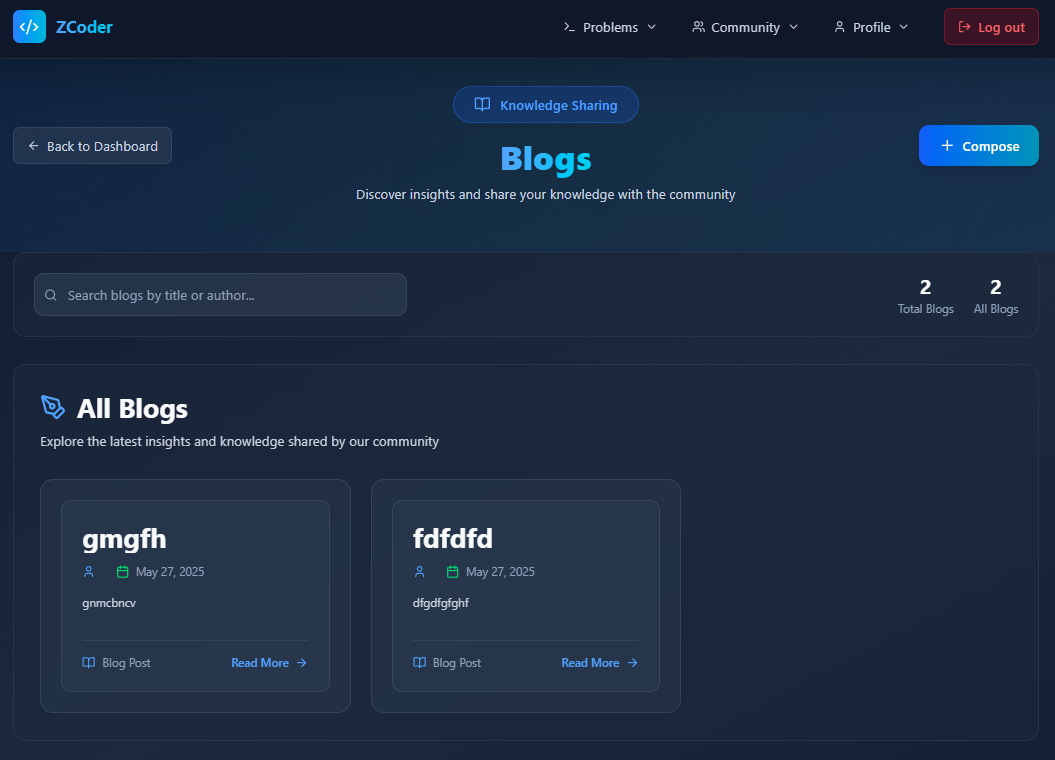 </> ZCoder
Problems Community Profile Log out
Knowledge Sharing
Back to Dashboard
Blogs
Compose
Discover insights and share your knowledge with the community
Search blogs by title or author...
2 2
Total Blogs All Blogs
All Blogs
Explore the latest insights and knowledge shared by our community
gmgfh
May 27, 2025
gnmcbncv
Blog Post Read More
fdfdfd
May 27, 2025
dfgdfgfghf
Blog Post Read More